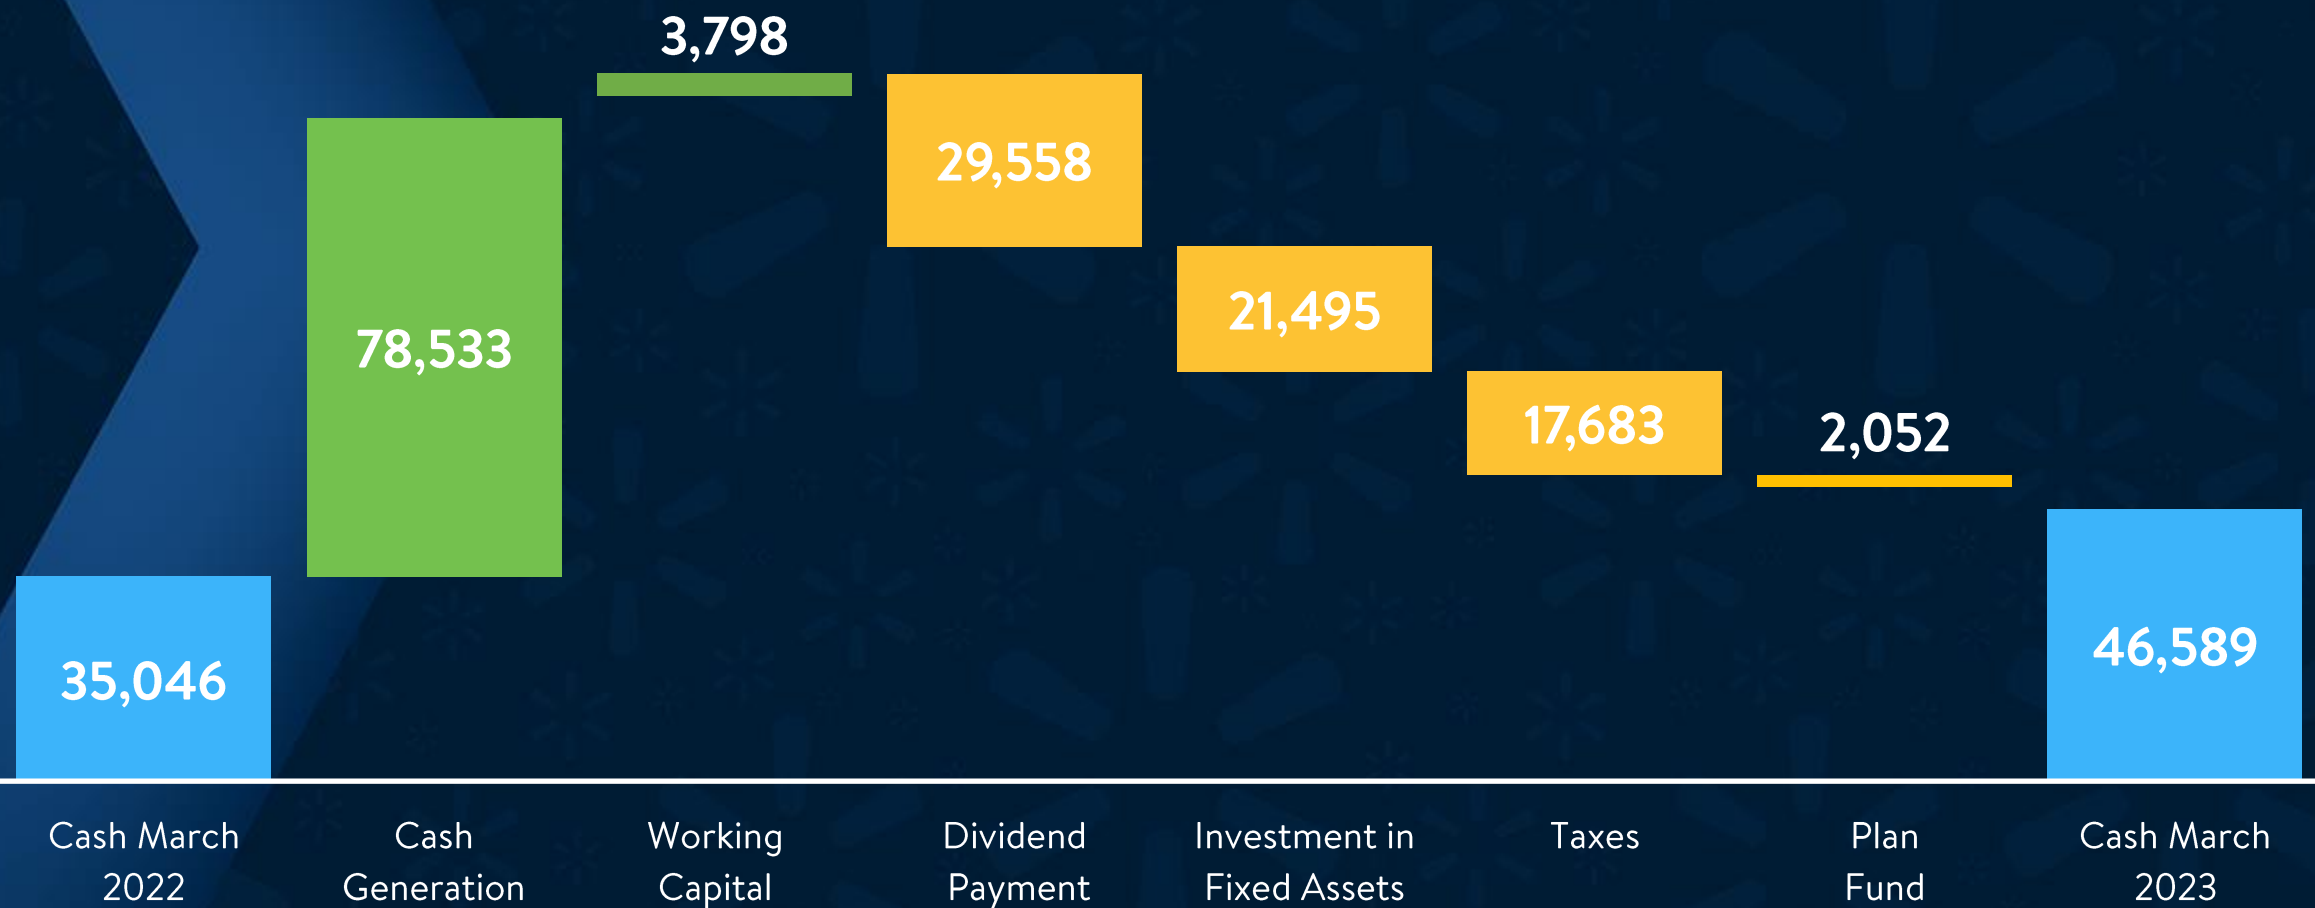 3,798
29,558
78,533
21,495
17,683
2,052
35,046
46,589
Cash March
2022
Cash
Generation
Working
Capital
Dividend
Payment
Investment in
Fixed Assets
Taxes
Plan
Fund
Cash March
2023